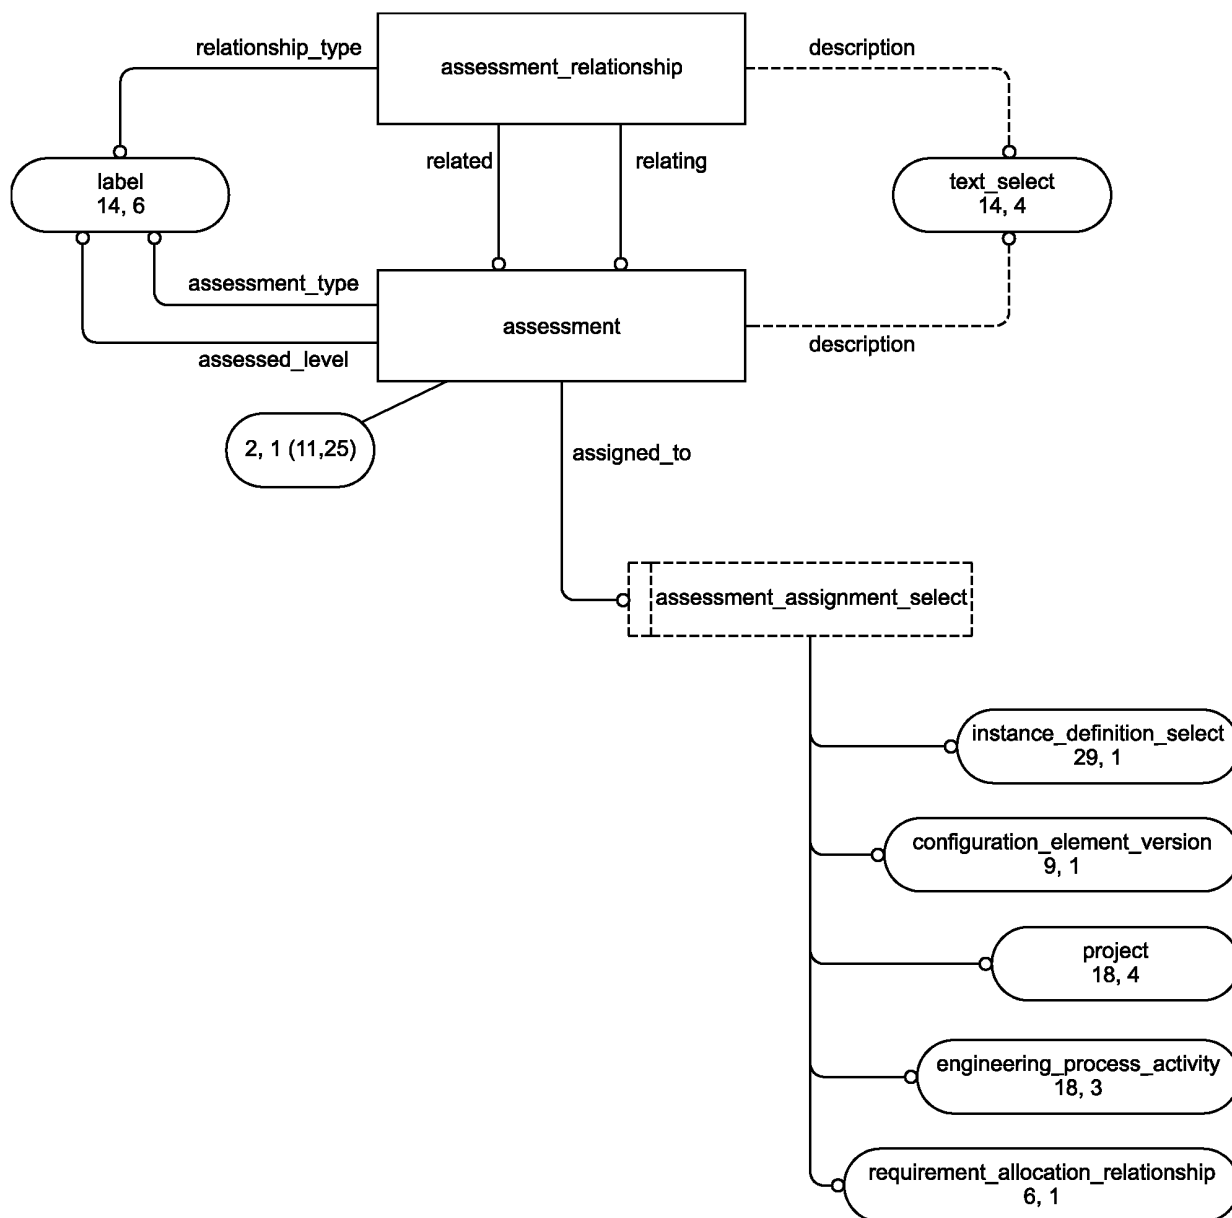 relationship_type
assessment_relationship
description
related
relating
label
14, 6
text_select
14, 4
assessment_type
assessment
assessed_level
description
2, 1 (11,25)
assigned_to
assessment_assignment_select
instance_definition_select
29, 1
configuration_element_version
9, 1
project
18, 4
engineering_process_activity
18, 3
requirement_allocation_relationship
6, 1